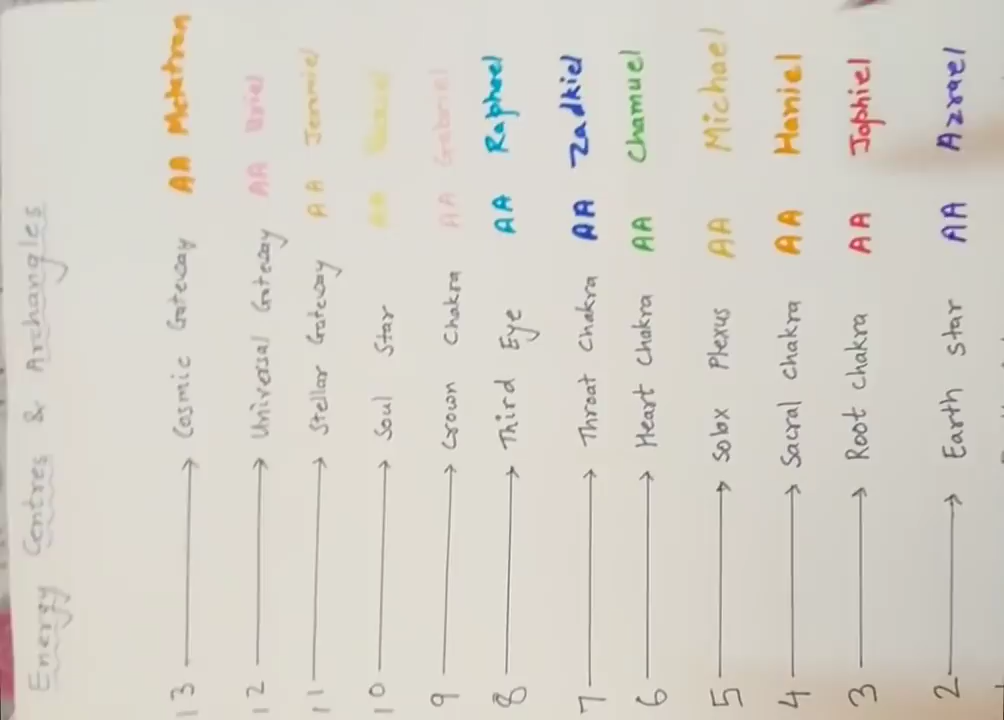 Energy Centres & Archangles
13 → Cosmic Gateway AA Metatron
12 → Universal Gateway AA Uriel
11 → Stellar Gateway AA Jeremiel
10 → Soul Star AA
9 → Crown Chakra AA Gabriel
8 → Third Eye AA Raphael
7 → Throat Chakra AA Zadkiel
6 → Heart Chakra AA Chamuel
5 → Solar Plexus AA Michael
4 → Sacral Chakra AA Haniel
3 → Root Chakra AA Jophiel
2 → Earth Star AA Azrael